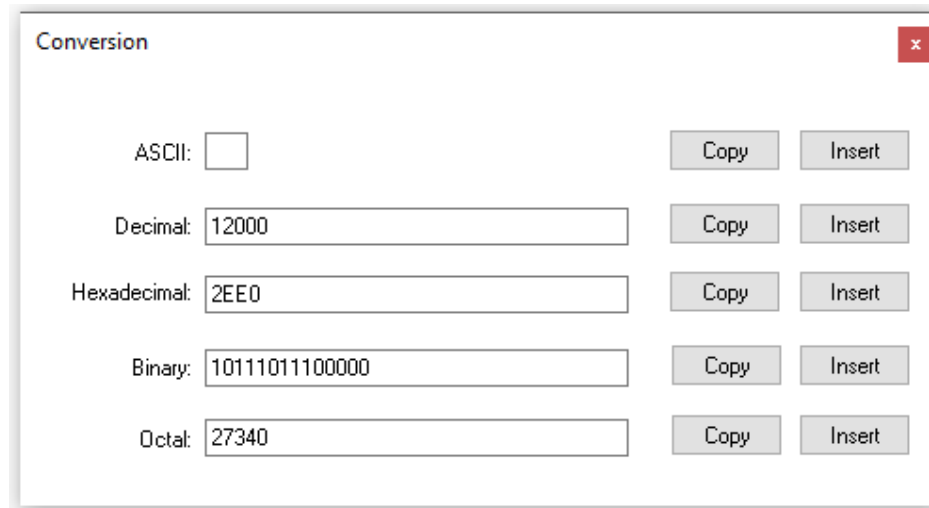 Conversion x
ASCII: Copy Insert
Decimal: 12000 Copy Insert
Hexadecimal: 2EE0 Copy Insert
Binary: 10111011100000 Copy Insert
Octal: 27340 Copy Insert